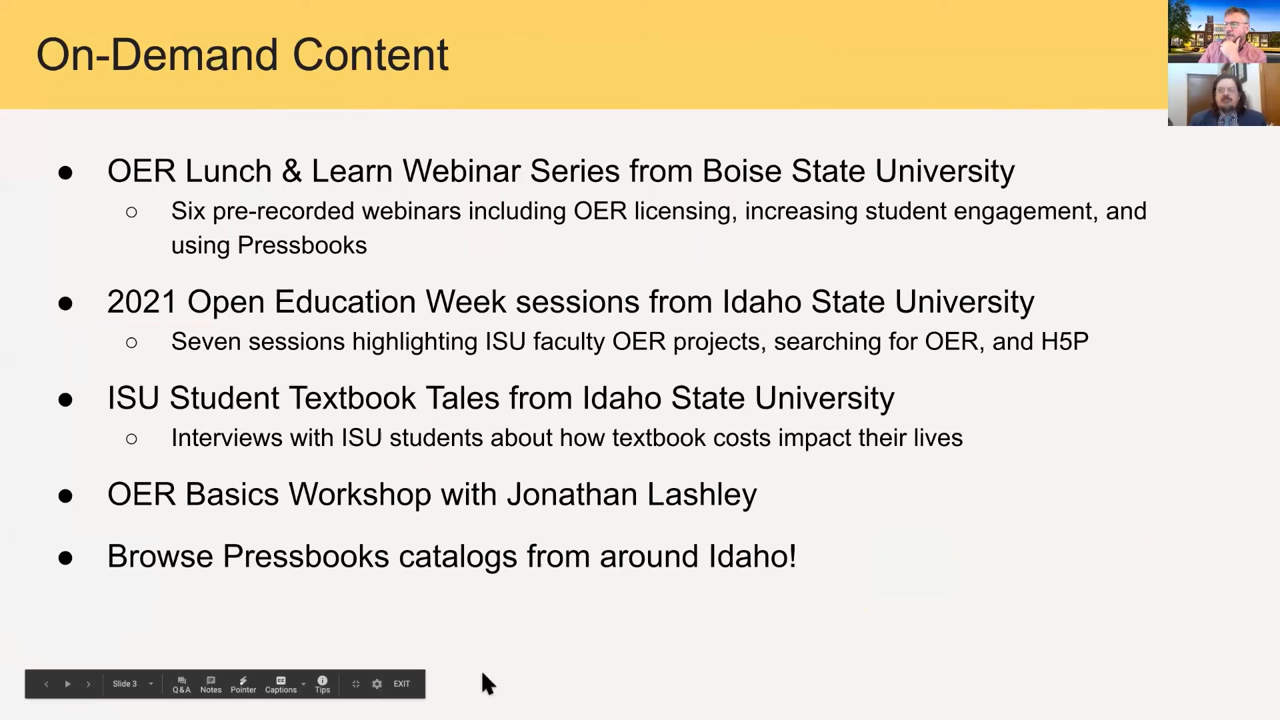 On-Demand Content
● OER Lunch & Learn Webinar Series from Boise State University
○ Six pre-recorded webinars including OER licensing, increasing student engagement, and
using Pressbooks
● 2021 Open Education Week sessions from Idaho State University
○ Seven sessions highlighting ISU faculty OER projects, searching for OER, and H5P
● ISU Student Textbook Tales from Idaho State University
○ Interviews with ISU students about how textbook costs impact their lives
● OER Basics Workshop with Jonathan Lashley
● Browse Pressbooks catalogs from around Idaho!
Slide 3 Q&A Notes Pointer CC Captions Tips EXIT